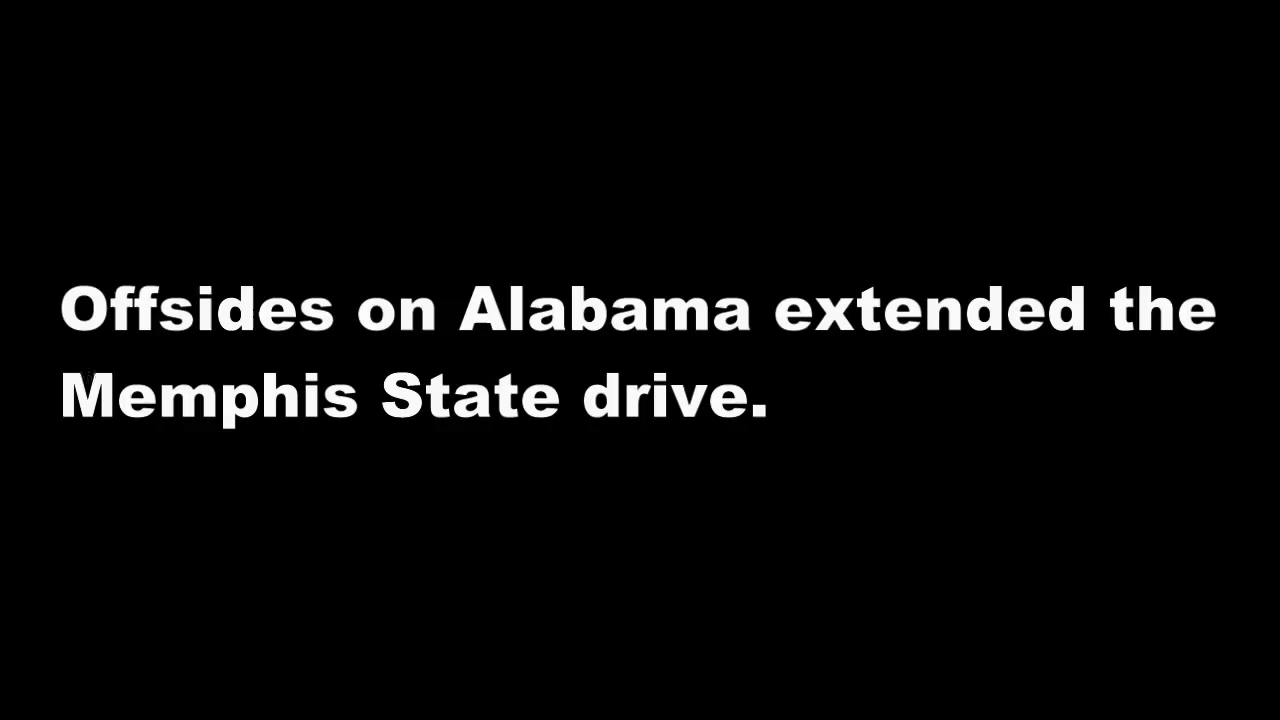 Offsides on Alabama extended the
Memphis State drive.